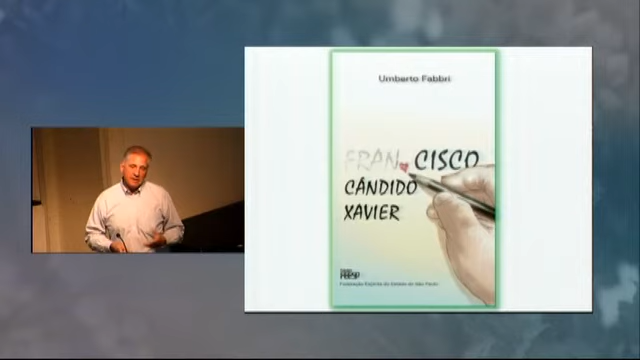 Umberto Fabbri
FRAN CISCO
CÂNDIDO
XAVIER
FEESP
Federação Espírita do Estado de São Paulo